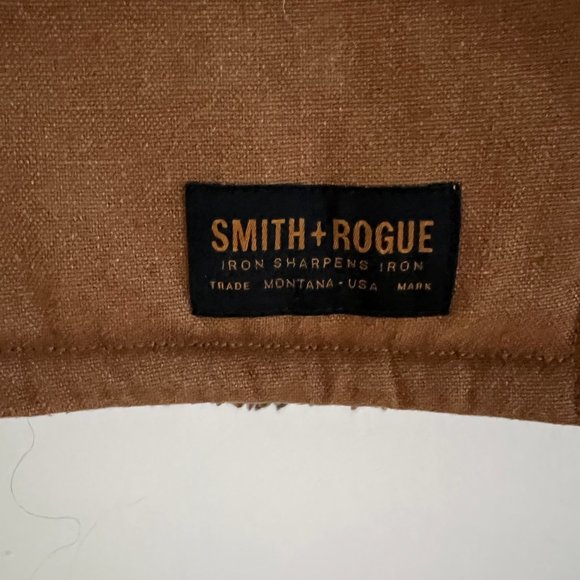 SMITH + ROGUE
IRON SHARPENS IRON
TRADE MONTANA · USA MARK